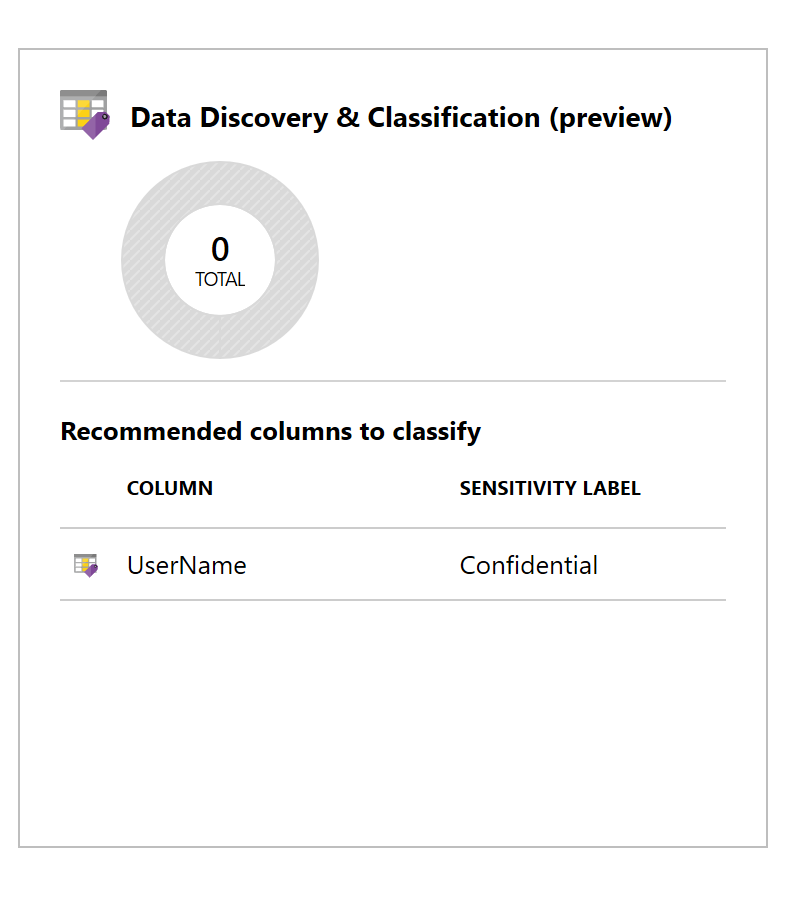 Data Discovery & Classification (preview)
0
TOTAL
Recommended columns to classify
COLUMN SENSITIVITY LABEL
UserName Confidential